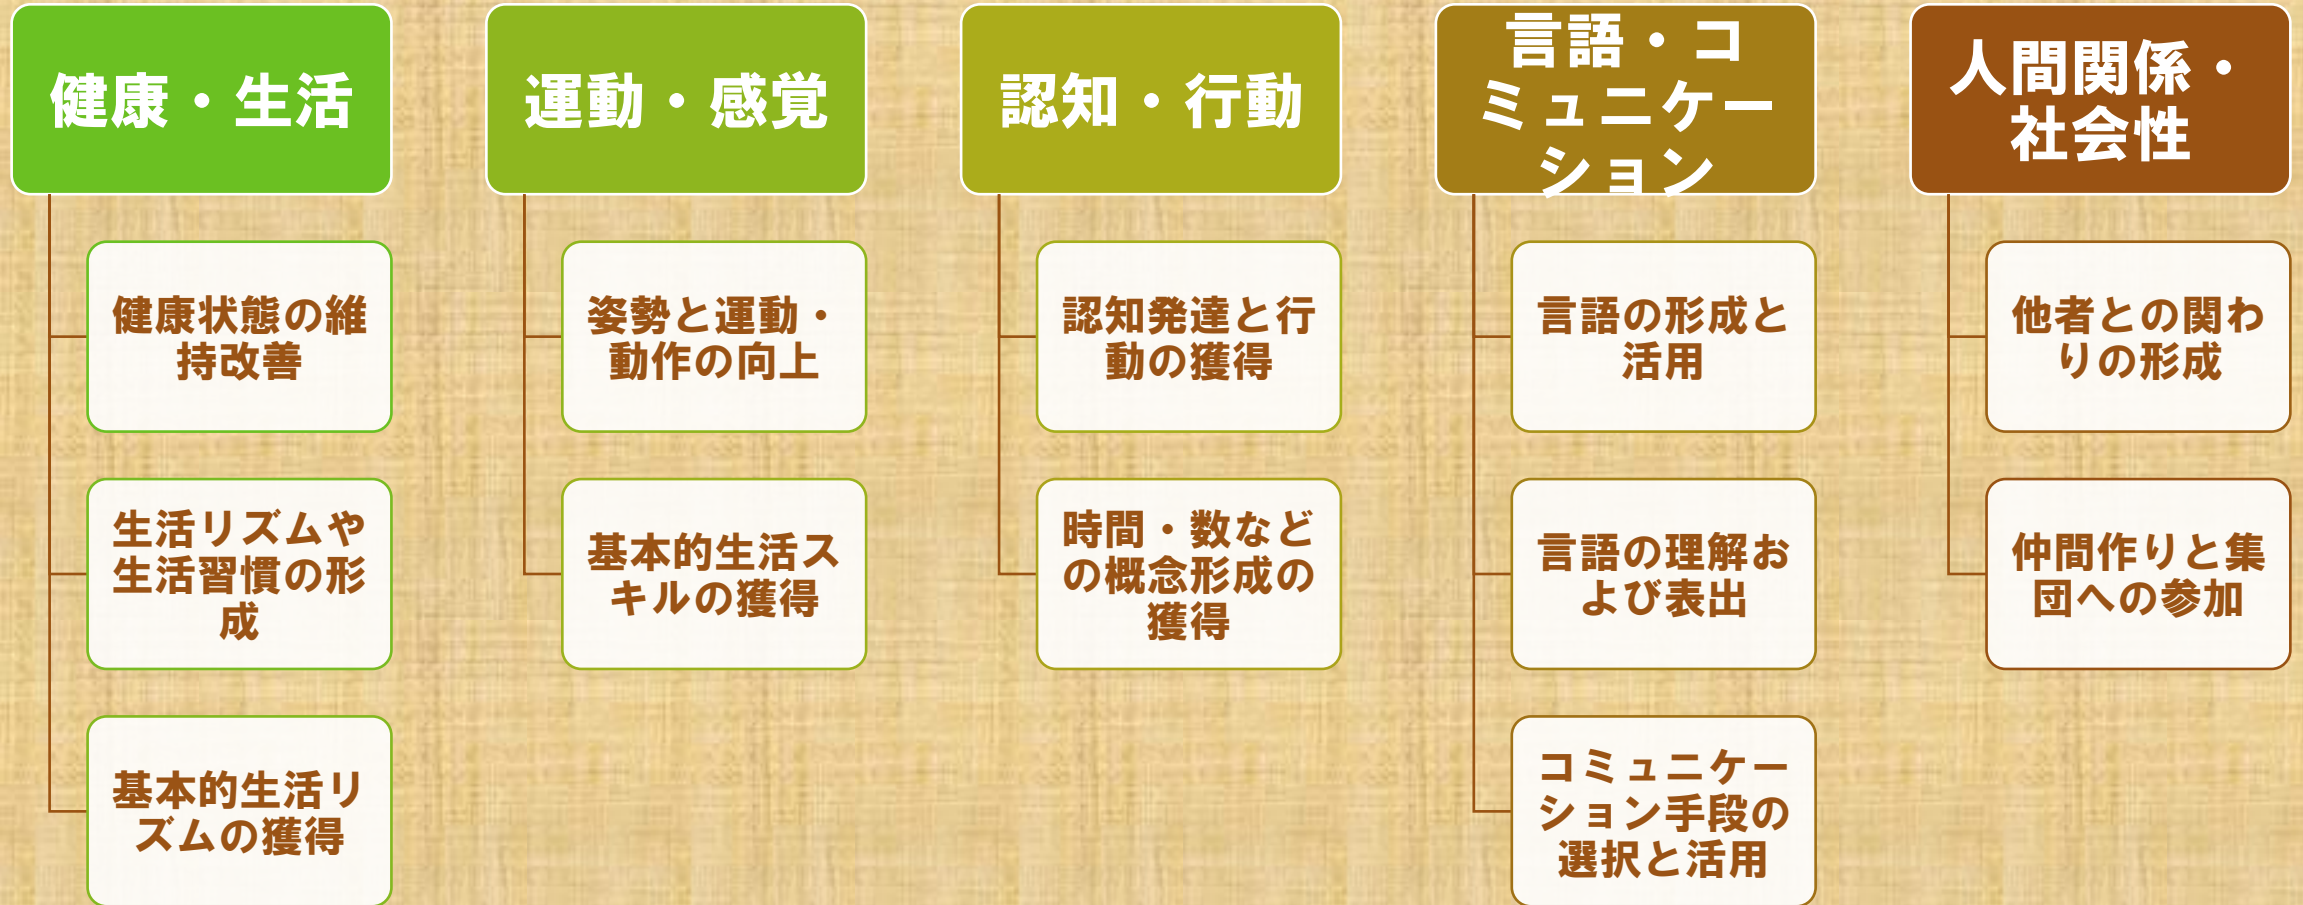 健康・生活
健康状態の維
持改善
生活リズムや
生活習慣の形
成
基本的生活リ
ズムの獲得
運動・感覚
姿勢と運動・
動作の向上
基本的生活ス
キルの獲得
認知・行動
認知発達と行
動の獲得
時間・数など
の概念形成の
獲得
言語・コ
ミュニケー
ション
言語の形成と
活用
言語の理解お
よび表出
コミュニケー
ション手段の
選択と活用
人間関係・
社会性
他者との関わ
りの形成
仲間作りと集
団への参加